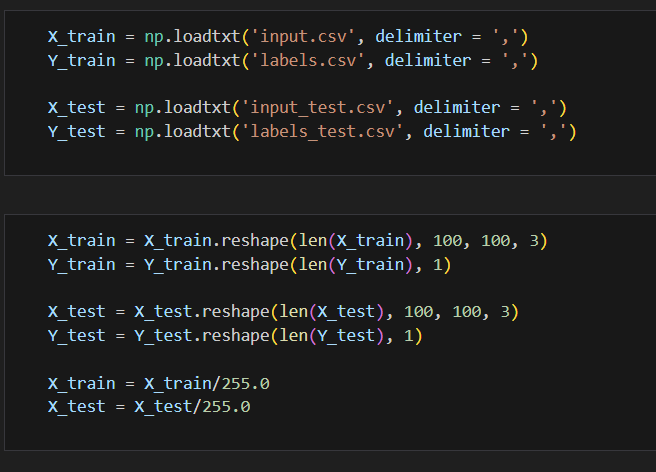 X_train = np.loadtxt('input.csv', delimiter = ',')
Y_train = np.loadtxt('labels.csv', delimiter = ',')
X_test = np.loadtxt('input_test.csv', delimiter = ',')
Y_test = np.loadtxt('labels_test.csv', delimiter = ',')
X_train = X_train.reshape(len(X_train), 100, 100, 3)
Y_train = Y_train.reshape(len(Y_train), 1)
X_test = X_test.reshape(len(X_test), 100, 100, 3)
Y_test = Y_test.reshape(len(Y_test), 1)
X_train = X_train/255.0
X_test = X_test/255.0